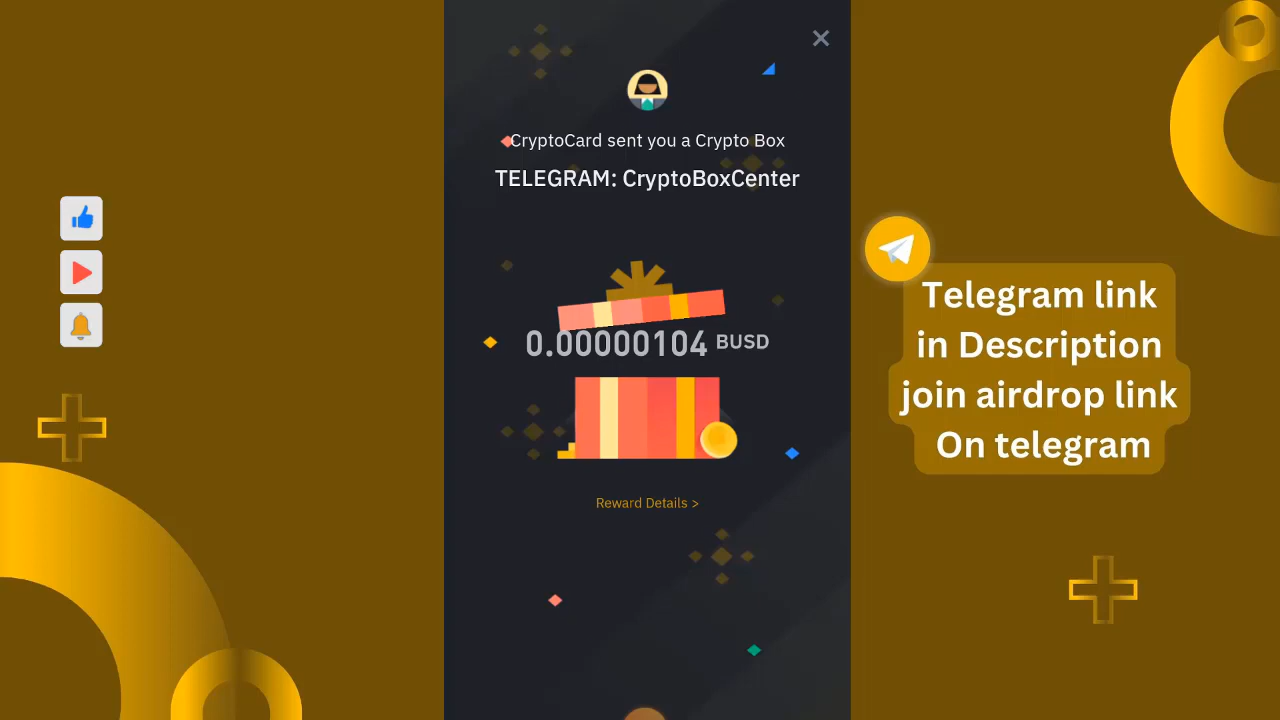 CryptoCard sent you a Crypto Box
TELEGRAM: CryptoBoxCenter
0.00000104 BUSD
Reward Details >
Telegram link
in Description
join airdrop link
On telegram